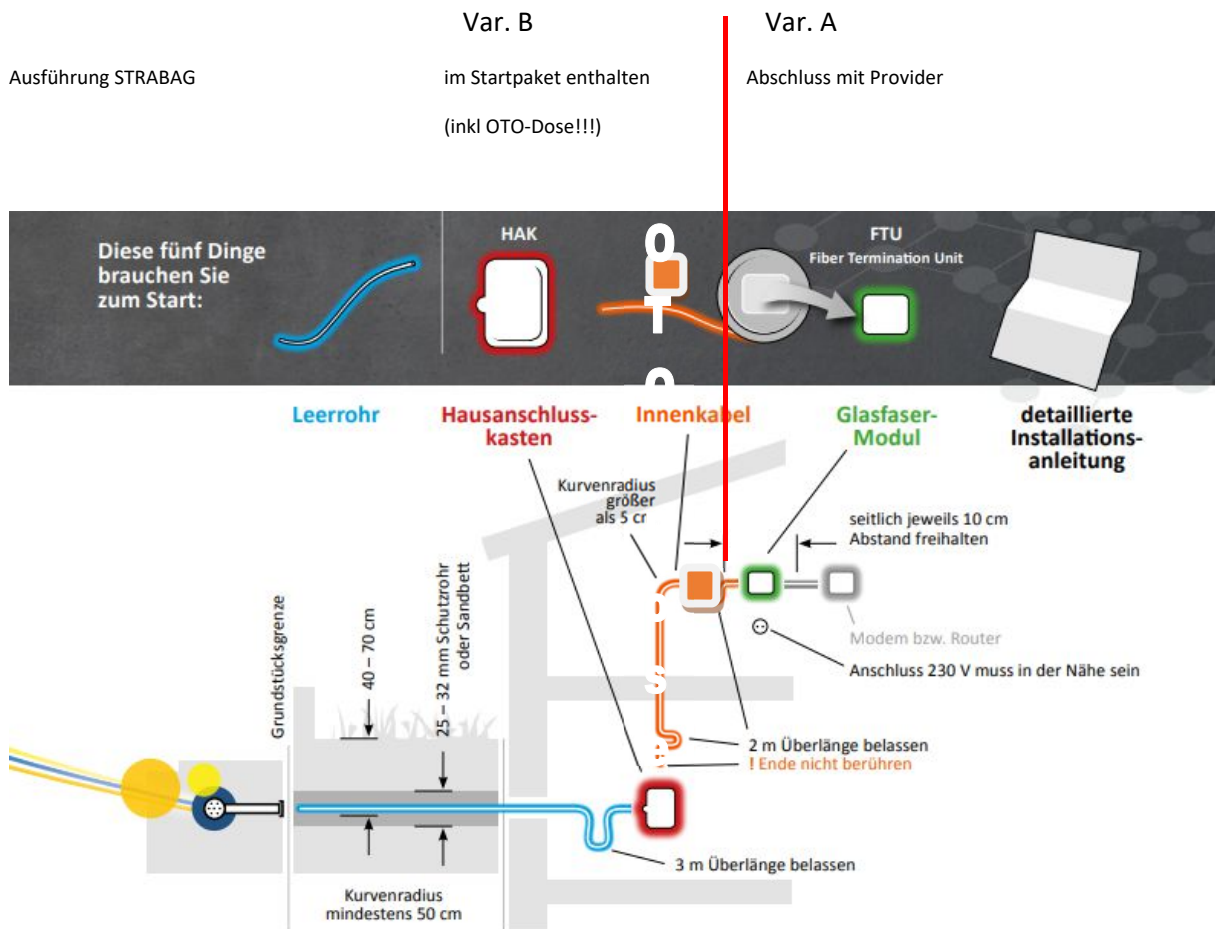 Var. B
Var. A
Ausführung STRABAG
im Startpaket enthalten
Abschluss mit Provider
(inkl OTO-Dose!!!)
Diese fünf Dinge
brauchen Sie
zum Start:
HAK
O
T
O
FTU
Fiber Termination Unit
Leerrohr
Hausanschluss-
kasten
Innenkabel
Glasfaser-
Modul
detaillierte
Installations-
anleitung
Kurvenradius
größer
als 5 cr
seitlich jeweils 10 cm
Abstand freihalten
Grundstücksgrenze
40 – 70 cm
25 – 32 mm Schutzrohr
oder Sandbett
Modem bzw. Router
Anschluss 230 V muss in der Nähe sein
s
e
2 m Überlänge belassen
! Ende nicht berühren
3 m Überlänge belassen
Kurvenradius
mindestens 50 cm